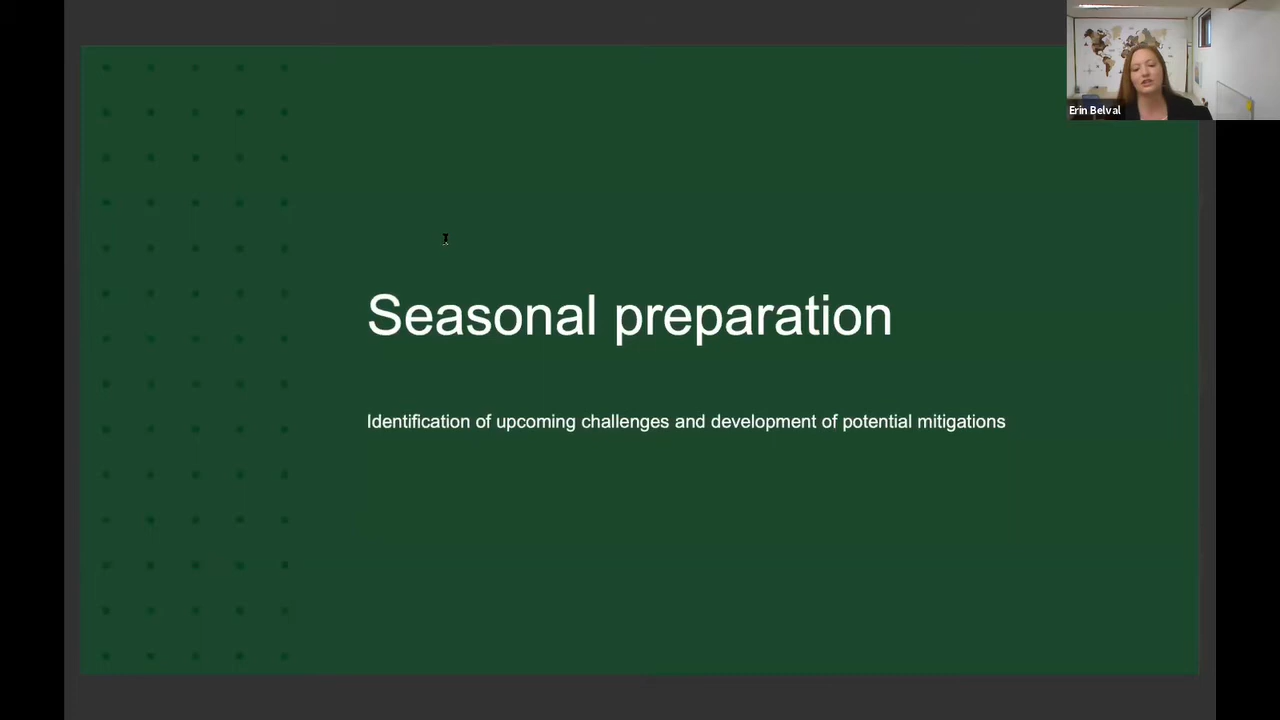 Erin Belval
Seasonal preparation
Identification of upcoming challenges and development of potential mitigations